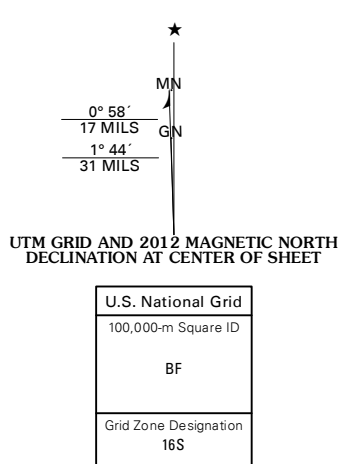 ★
MN
0° 58´
17 MILS
GN
1° 44´
31 MILS
UTM GRID AND 2012 MAGNETIC NORTH
DECLINATION AT CENTER OF SHEET
U.S. National Grid
100,000-m Square ID
BF
Grid Zone Designation
16S